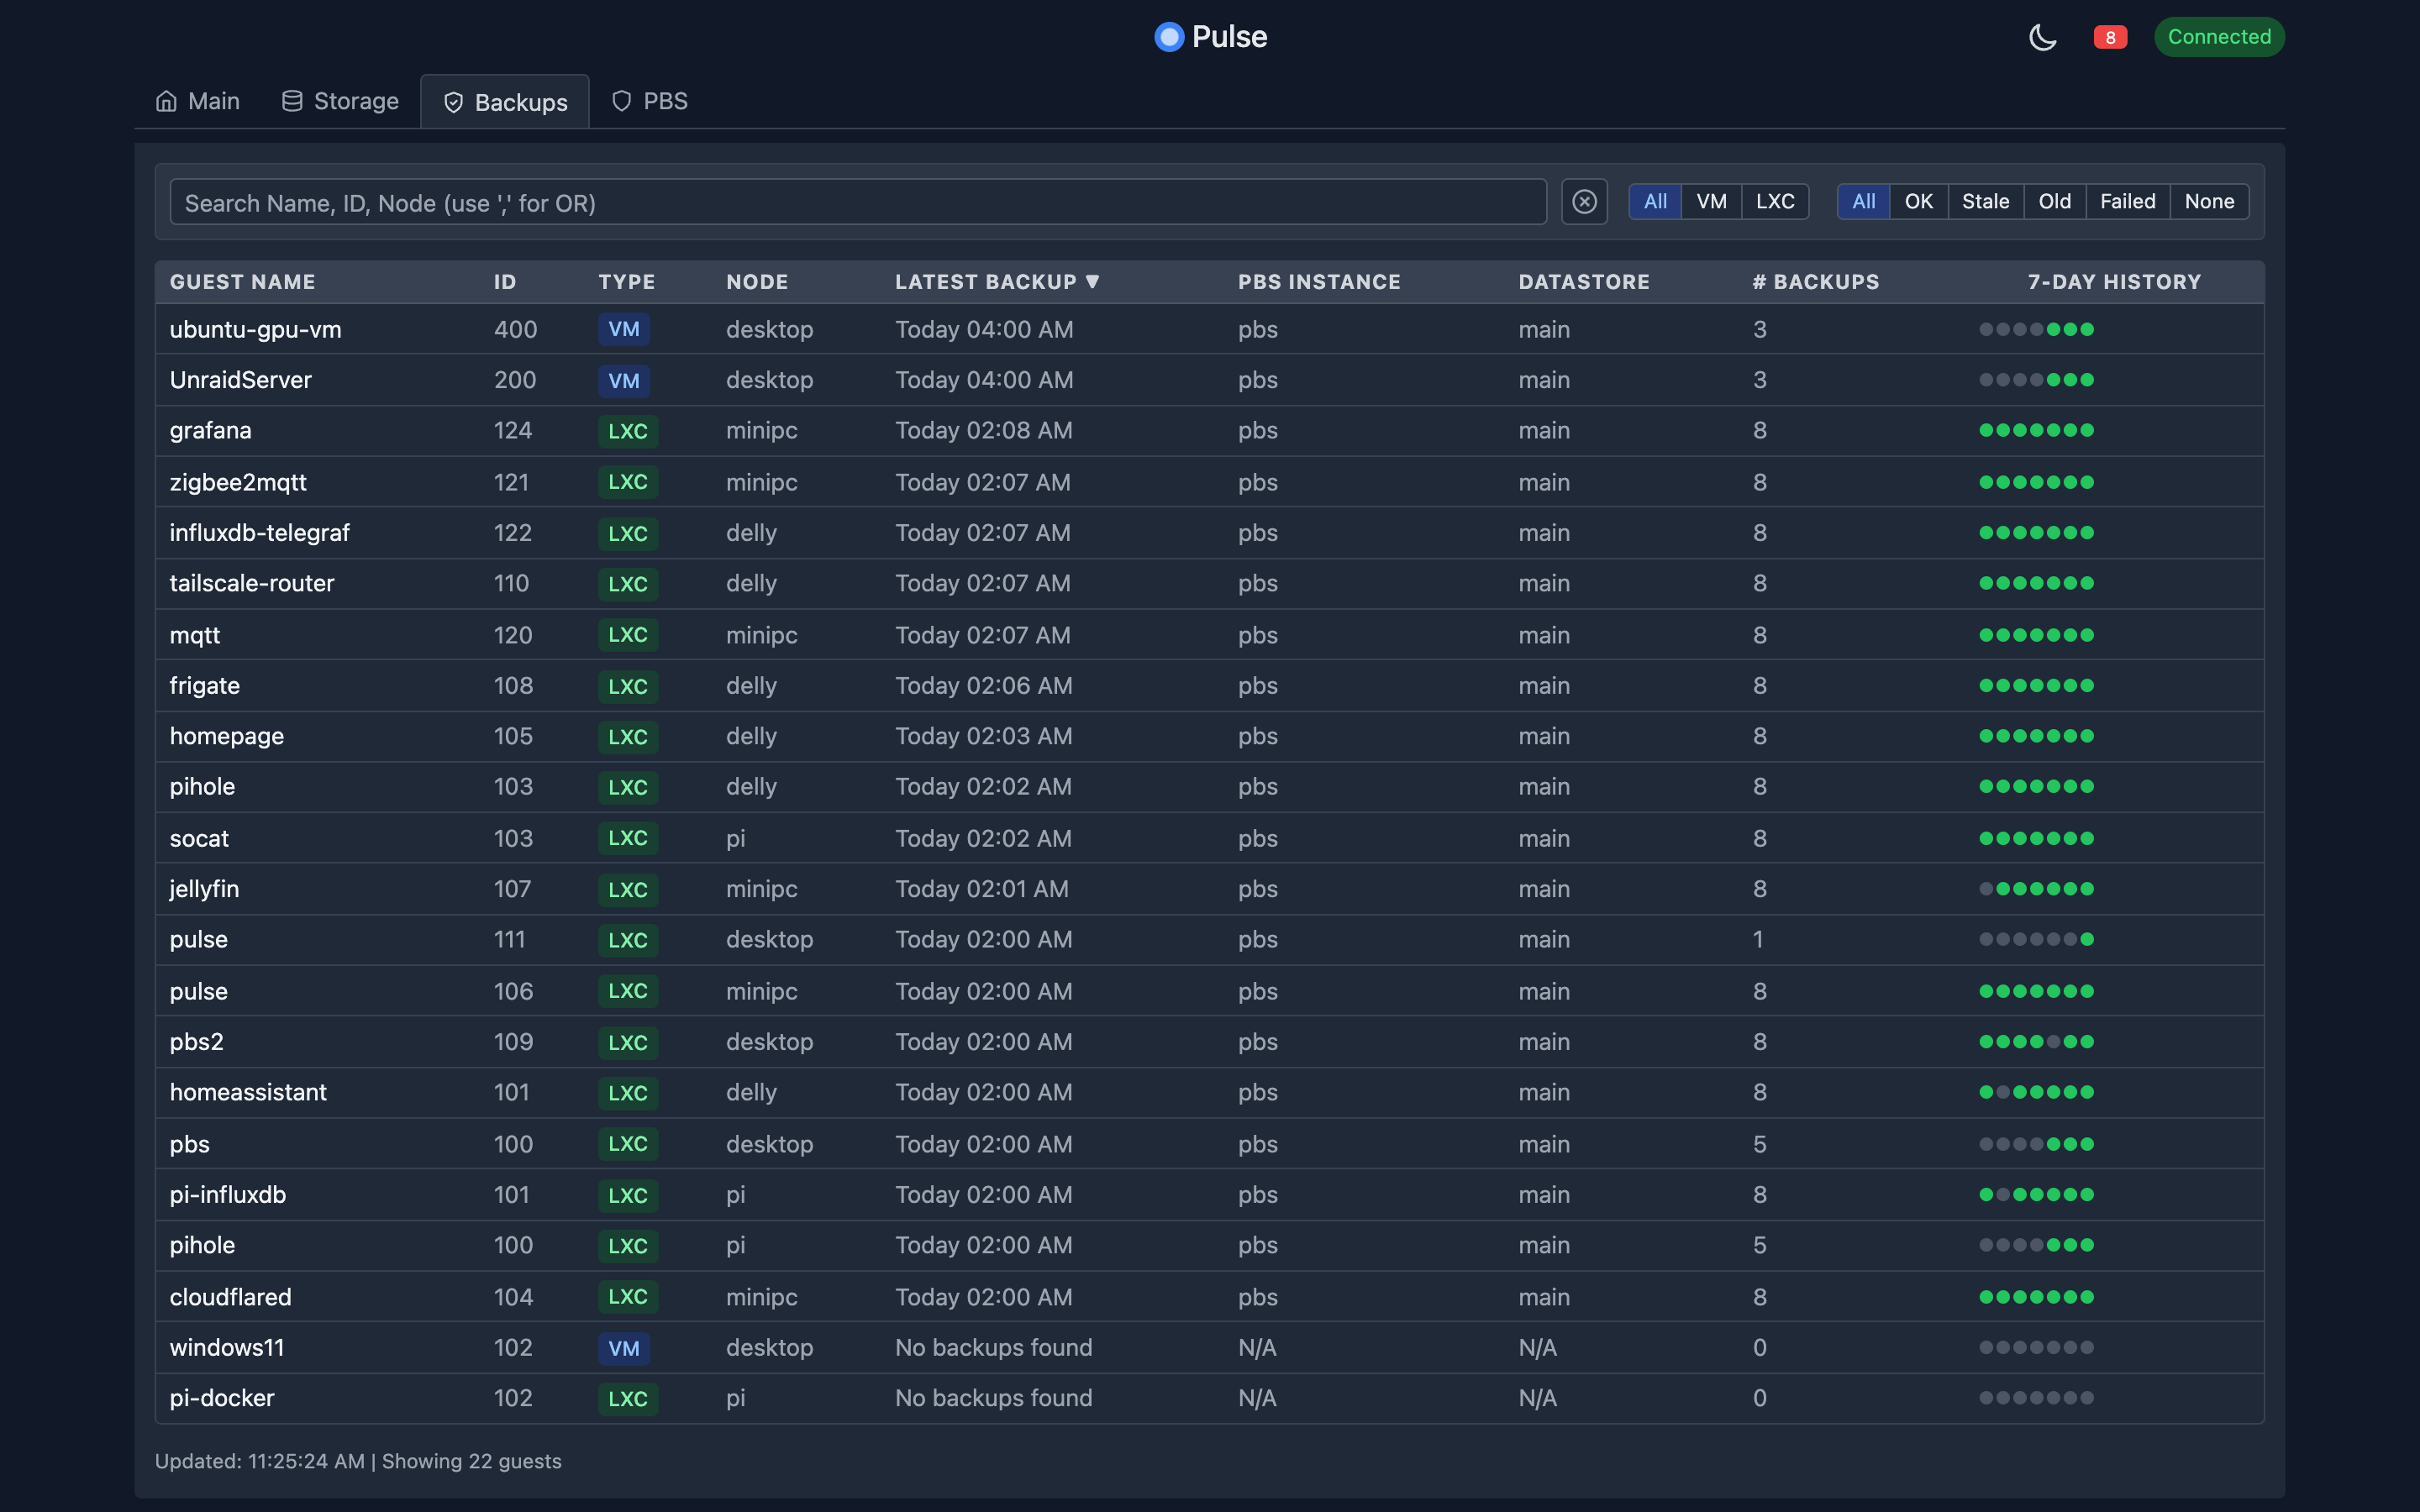 Pulse
8
Connected
Main Storage Backups PBS
Search Name, ID, Node (use ',' for OR) All VM LXC All OK Stale Old Failed None
GUEST NAME ID TYPE NODE LATEST BACKUP ▼ PBS INSTANCE DATASTORE # BACKUPS 7-DAY HISTORY
ubuntu-gpu-vm 400 VM desktop Today 04:00 AM pbs main 3
UnraidServer 200 VM desktop Today 04:00 AM pbs main 3
grafana 124 LXC minipc Today 02:08 AM pbs main 8
zigbee2mqtt 121 LXC minipc Today 02:07 AM pbs main 8
influxdb-telegraf 122 LXC delly Today 02:07 AM pbs main 8
tailscale-router 110 LXC delly Today 02:07 AM pbs main 8
mqtt 120 LXC minipc Today 02:07 AM pbs main 8
frigate 108 LXC delly Today 02:06 AM pbs main 8
homepage 105 LXC delly Today 02:03 AM pbs main 8
pihole 103 LXC delly Today 02:02 AM pbs main 8
socat 103 LXC pi Today 02:02 AM pbs main 8
jellyfin 107 LXC minipc Today 02:01 AM pbs main 8
pulse 111 LXC desktop Today 02:00 AM pbs main 1
pulse 106 LXC minipc Today 02:00 AM pbs main 8
pbs2 109 LXC desktop Today 02:00 AM pbs main 8
homeassistant 101 LXC delly Today 02:00 AM pbs main 8
pbs 100 LXC desktop Today 02:00 AM pbs main 5
pi-influxdb 101 LXC pi Today 02:00 AM pbs main 8
pihole 100 LXC pi Today 02:00 AM pbs main 5
cloudflared 104 LXC minipc Today 02:00 AM pbs main 8
windows11 102 VM desktop No backups found N/A N/A 0
pi-docker 102 LXC pi No backups found N/A N/A 0
Updated: 11:25:24 AM | Showing 22 guests